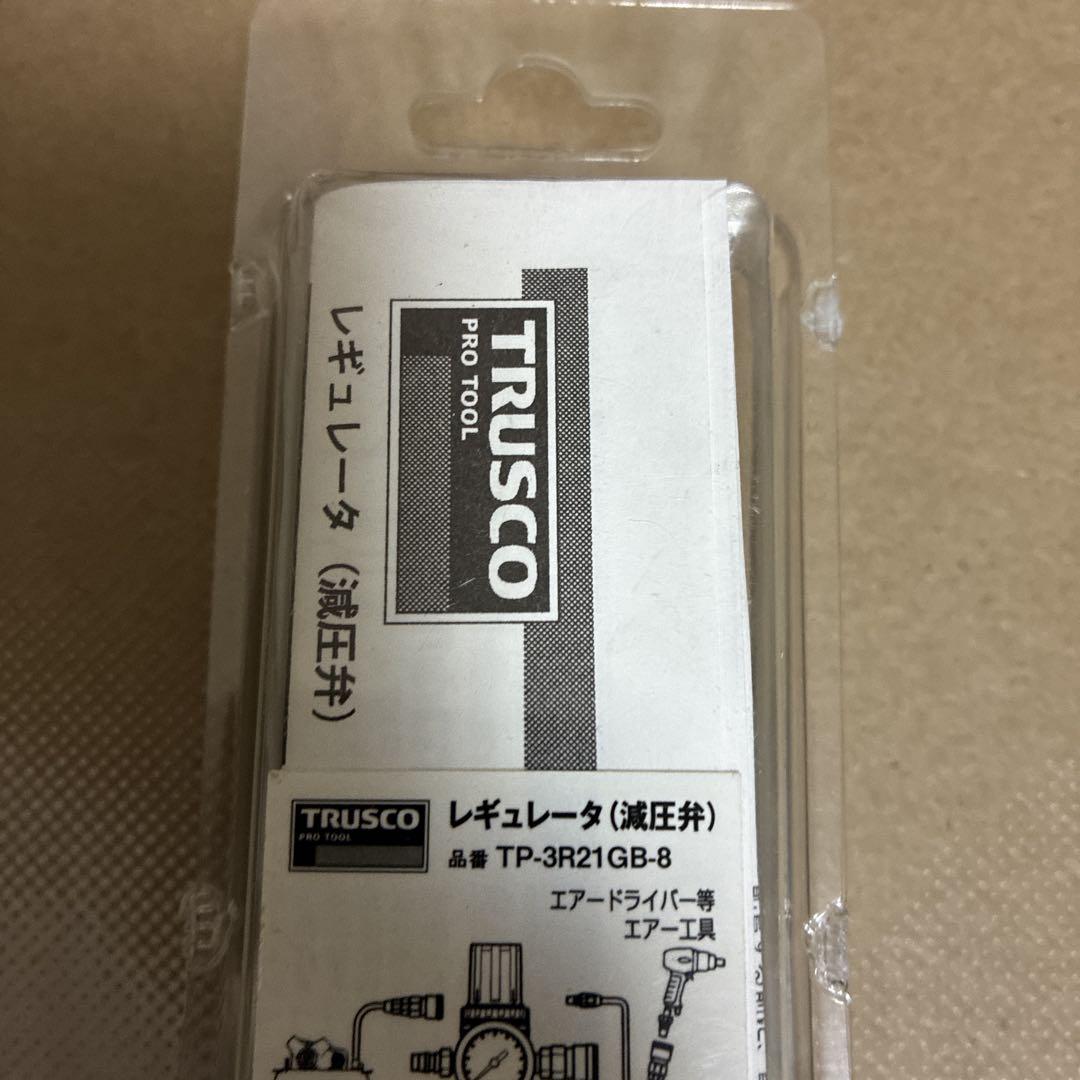 TRUSCO
PRO TOOL
レギュレータ（減圧弁）
TRUSCO
PRO TOOL
レギュレータ(減圧弁)
品番 TP-3R21GB-8
エアードライバー等
エアー工具